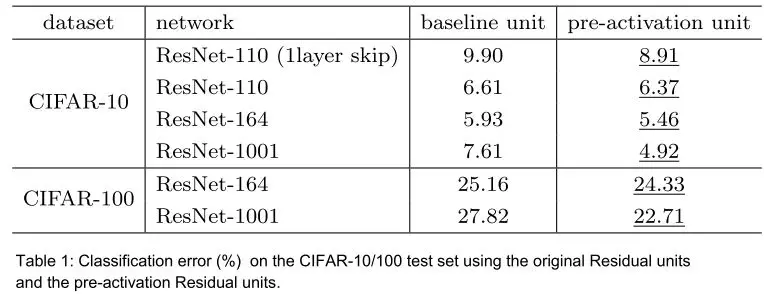 dataset network baseline unit pre-activation unit
CIFAR-10
ResNet-110 (1layer skip) 9.90 8.91
ResNet-110 6.61 6.37
ResNet-164 5.93 5.46
ResNet-1001 7.61 4.92
CIFAR-100
ResNet-164 25.16 24.33
ResNet-1001 27.82 22.71
Table 1: Classification error (%) on the CIFAR-10/100 test set using the original Residual units
and the pre-activation Residual units.